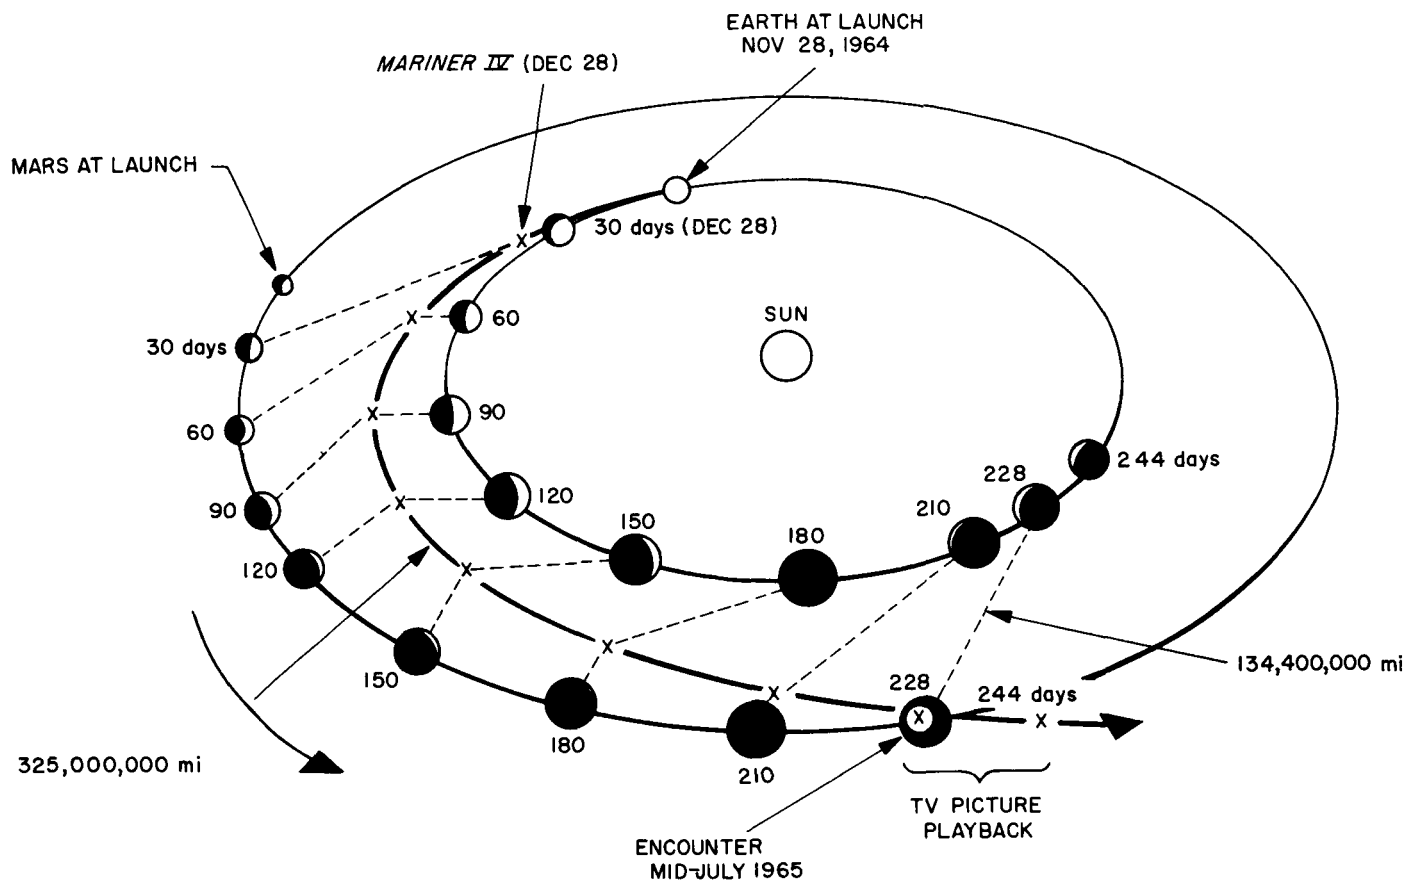 EARTH AT LAUNCH
NOV 28, 1964
MARINER IV (DEC 28)
MARS AT LAUNCH
30 days (DEC 28)
SUN
60
30 days
90
60
244 days
228
120
90
210
150
180
120
134,400,000 mi
150
228
244 days
180
325,000,000 mi
210
TV PICTURE
PLAYBACK
ENCOUNTER
MID-JULY 1965